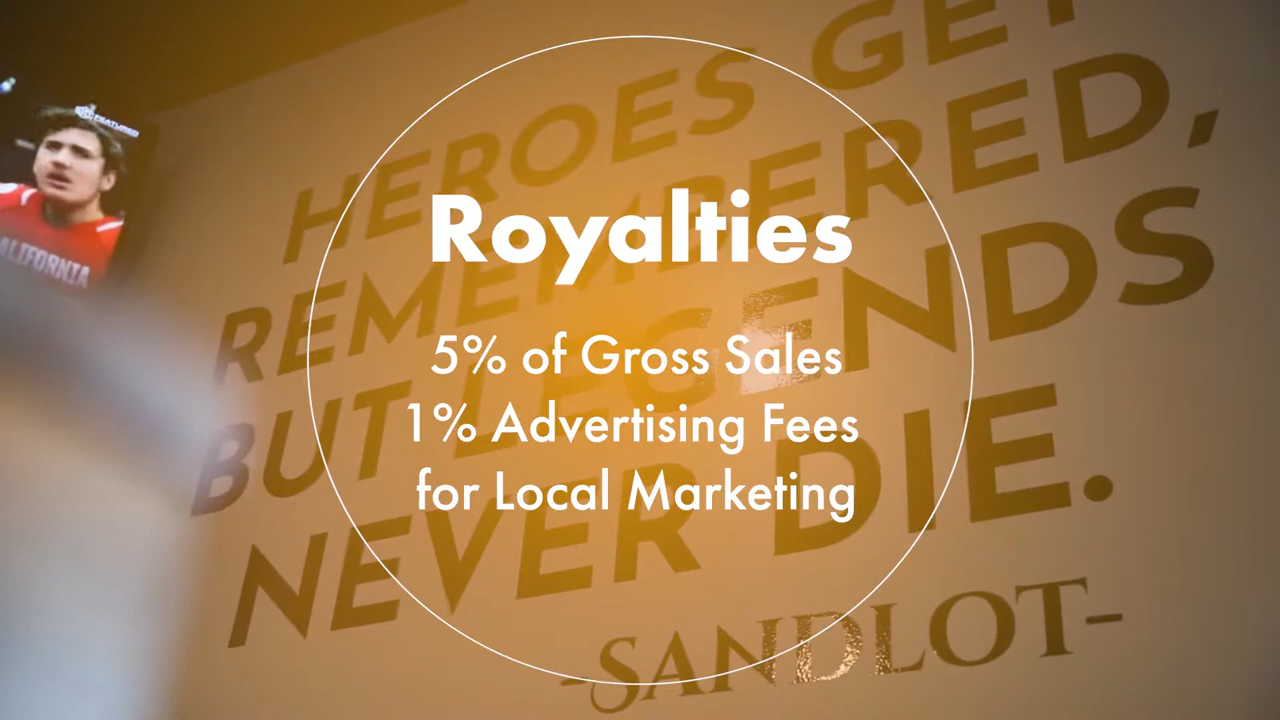 Royalties
5% of Gross Sales
1% Advertising Fees
for Local Marketing
HEROES GET
REMEMBERED,
BUT LEGENDS
NEVER DIE.
-SANDLOT-
FEATURED
CALIFORNIA